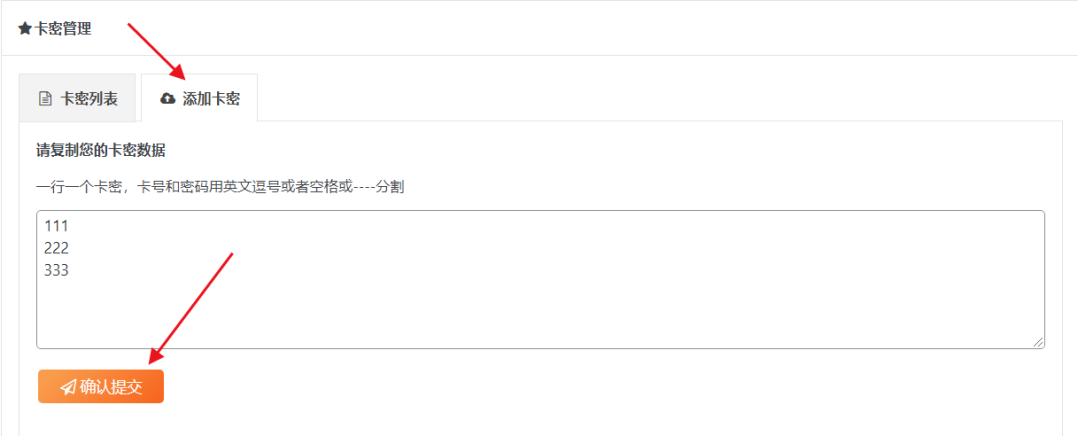 卡密管理
卡密列表
添加卡密
请复制您的卡密数据
一行一个卡密，卡号和密码用英文逗号或者空格或----分割
111
222
333
确认提交